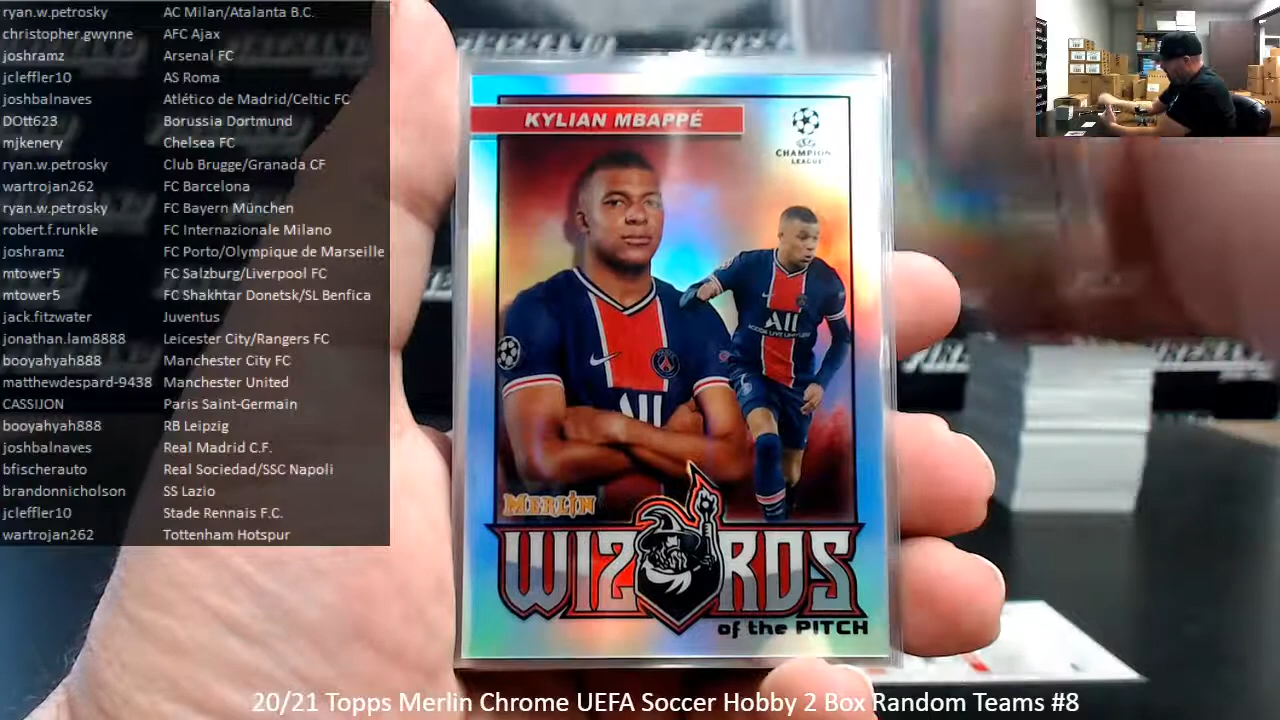 ryan.w.petrosky AC Milan/Atalanta B.C.
christopher.gwynne AFC Ajax
joshramz Arsenal FC
jcleffler10 AS Roma
joshbalnaves Atlético de Madrid/Celtic FC
DOtt623 Borussia Dortmund
mjkenery Chelsea FC
ryan.w.petrosky Club Brugge/Granada CF
wartrojan262 FC Barcelona
ryan.w.petrosky FC Bayern München
robert.f.runkle FC Internazionale Milano
joshramz FC Porto/Olympique de Marseille
mtower5 FC Salzburg/Liverpool FC
mtower5 FC Shakhtar Donetsk/SL Benfica
jack.fitzwater Juventus
jonathan.lam8888 Leicester City/Rangers FC
booyahyah888 Manchester City FC
matthewdespard-9438 Manchester United
CASSIJON Paris Saint-Germain
booyahyah888 RB Leipzig
joshbalnaves Real Madrid C.F.
bfischerauto Real Sociedad/SSC Napoli
brandonnicholson SS Lazio
jcleffler10 Stade Rennais F.C.
wartrojan262 Tottenham Hotspur
KYLIAN MBAPPÉ
CHAMPIONS
LEAGUE
MERLIN
WIZARDS
of the PITCH
20/21 Topps Merlin Chrome UEFA Soccer Hobby 2 Box Random Teams #8